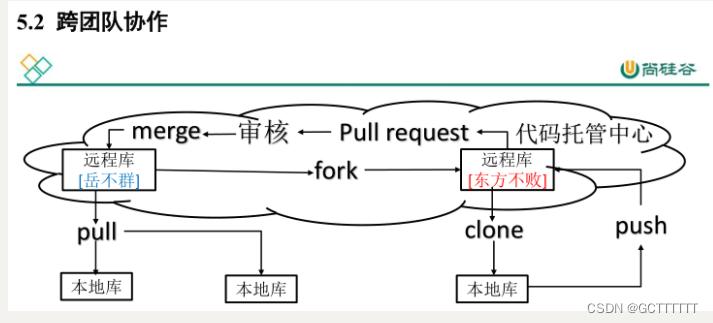 5.2 跨团队协作
尚硅谷
merge 审核 Pull request 代码托管中心
远程库
[岳不群]
fork
远程库
[东方不败]
pull
clone
push
本地库
本地库
本地库
CSDN @GCTTTTTT